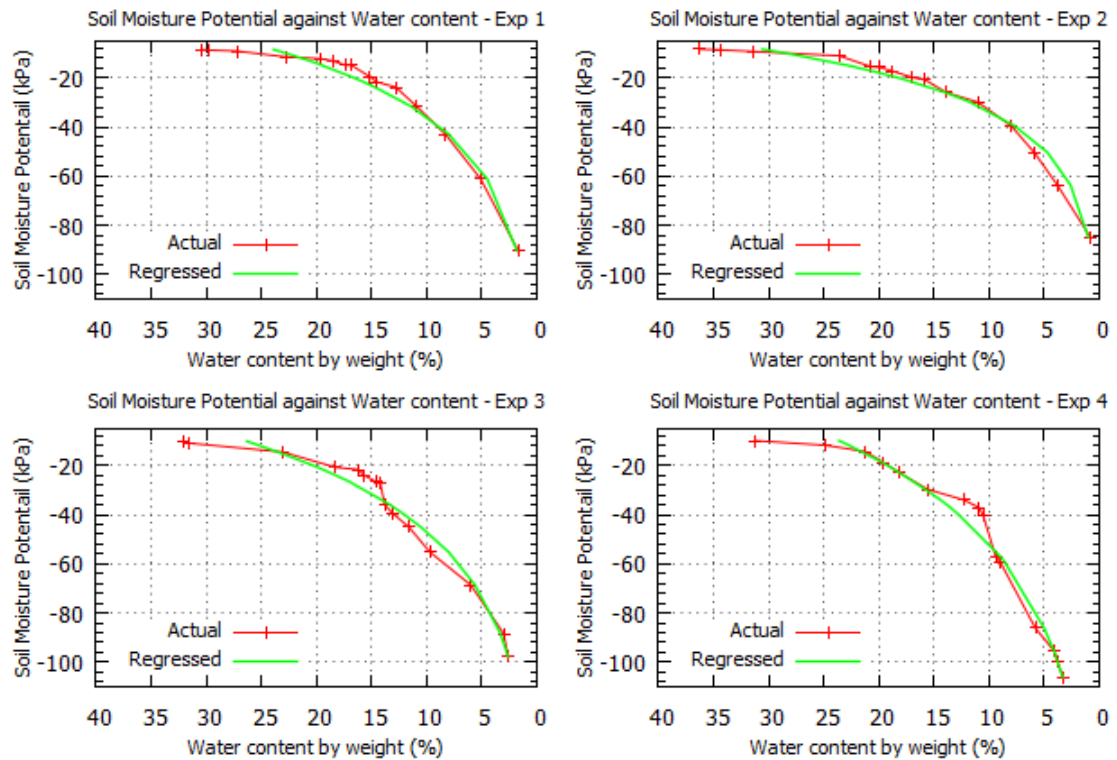 Soil Moisture Potential against Water content - Exp 1
Soil Moisture Potentail (kPa)
-20
-40
-60
-80
-100
Actual
Regressed
40 35 30 25 20 15 10 5 0
Water content by weight (%)
Soil Moisture Potential against Water content - Exp 2
Soil Moisture Potential (kPa)
-20
-40
-60
-80
-100
Actual
Regressed
40 35 30 25 20 15 10 5 0
Water content by weight (%)
Soil Moisture Potential against Water content - Exp 3
Soil Moisture Potential (kPa)
-20
-40
-60
-80
-100
Actual
Regressed
40 35 30 25 20 15 10 5 0
Water content by weight (%)
Soil Moisture Potential against Water content - Exp 4
Soil Moisture Potential (kPa)
-20
-40
-60
-80
-100
Actual
Regressed
40 35 30 25 20 15 10 5 0
Water content by weight (%)